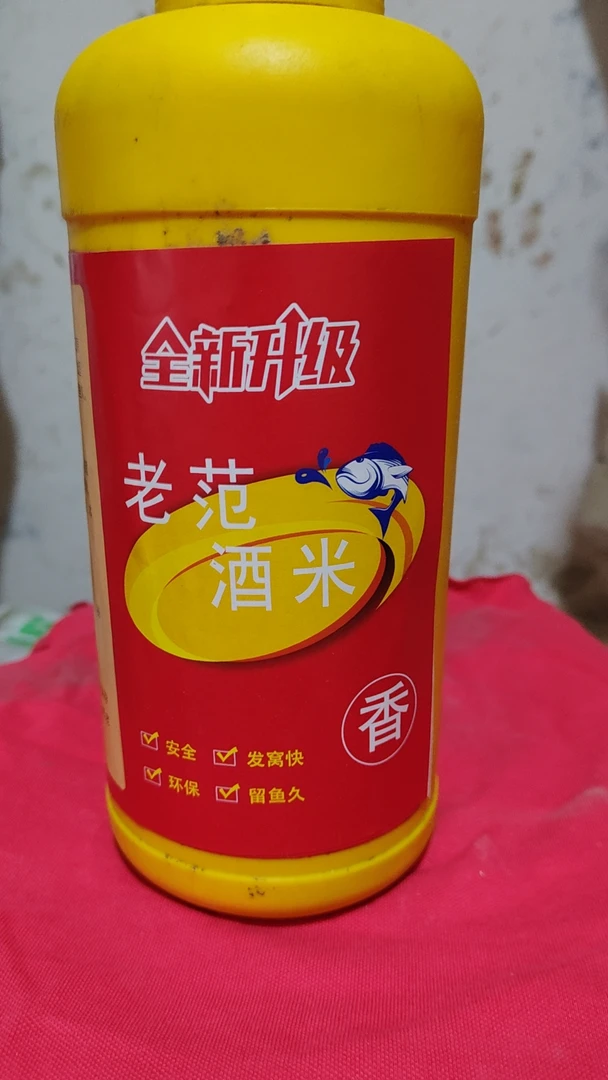 全新升级
老范
酒米
香
安全 发窝快
环保 留鱼久